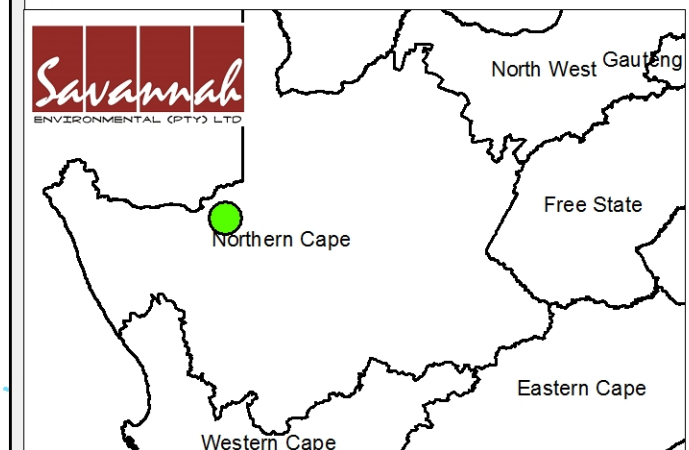 Savannah
ENVIRONMENTAL (PTY) LTD
North West
Gauteng
Free State
Northern Cape
Eastern Cape
Western Cape